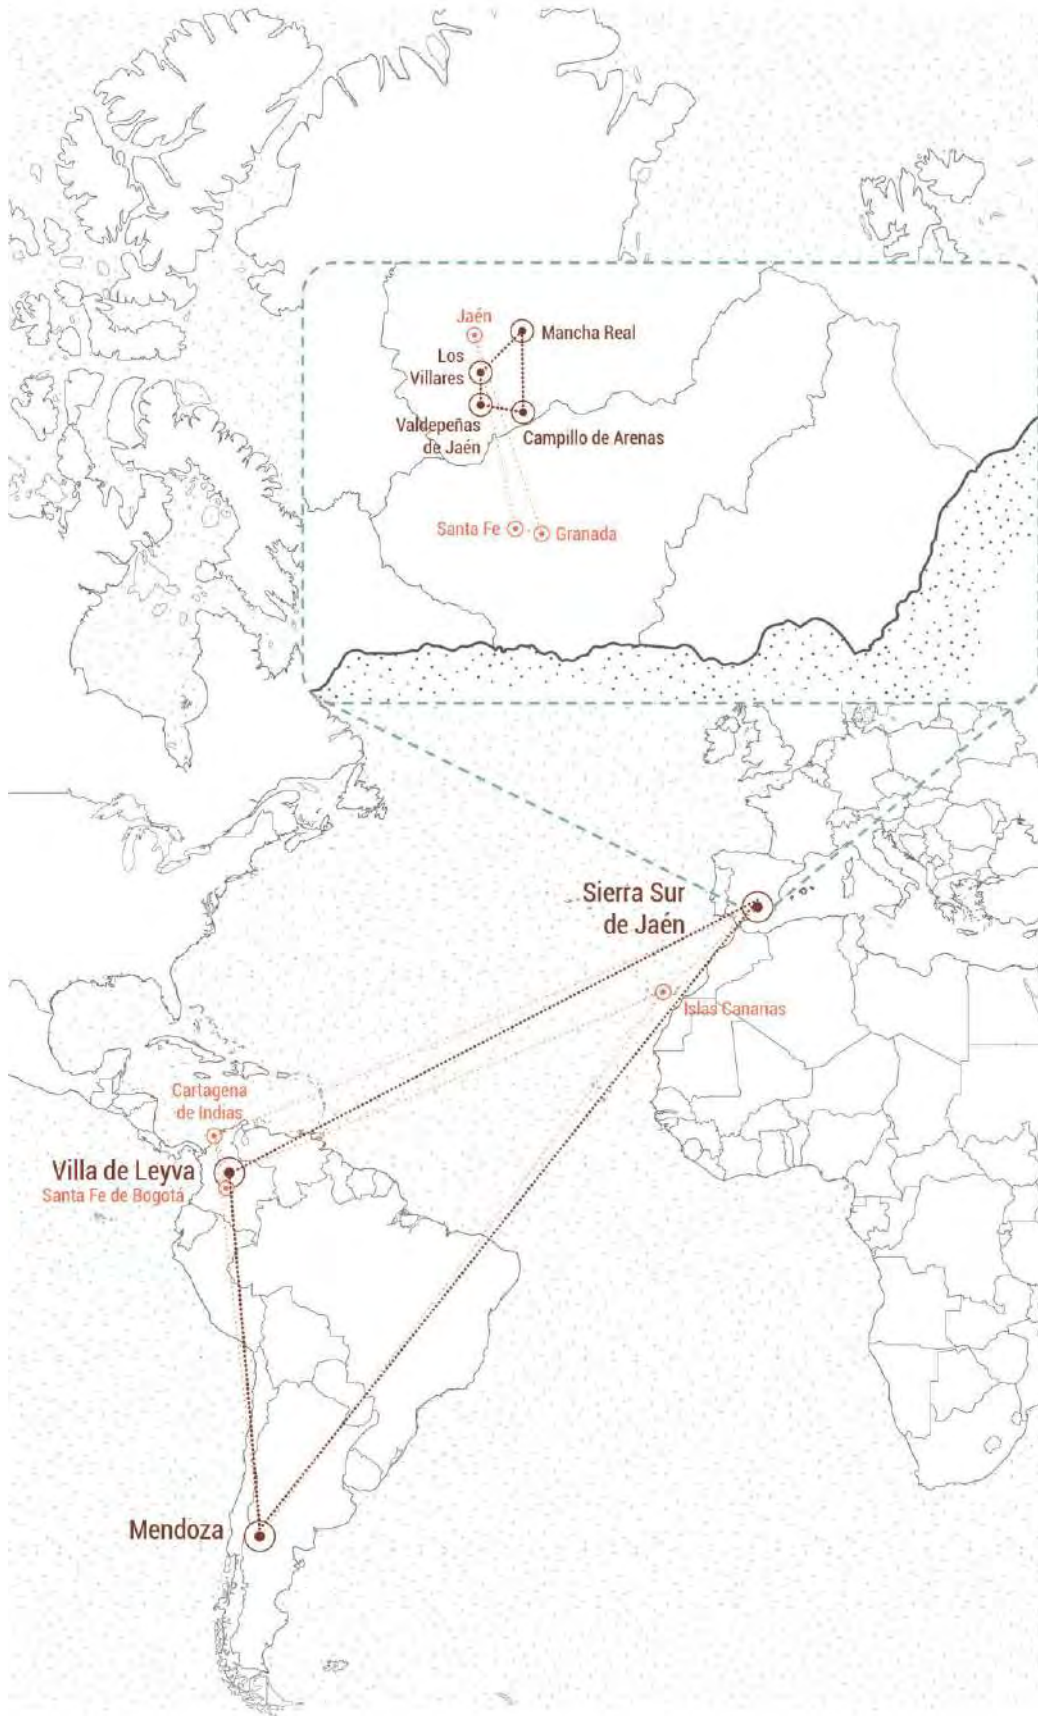 Jaén
Mancha Real
Los
Villares
Valdepeñas
de Jaén
Campillo de Arenas
Santa Fe
Granada
Sierra Sur
de Jaén
Islas Canarias
Cartagena
de Indias
Villa de Leyva
Santa Fe de Bogotá
Mendoza